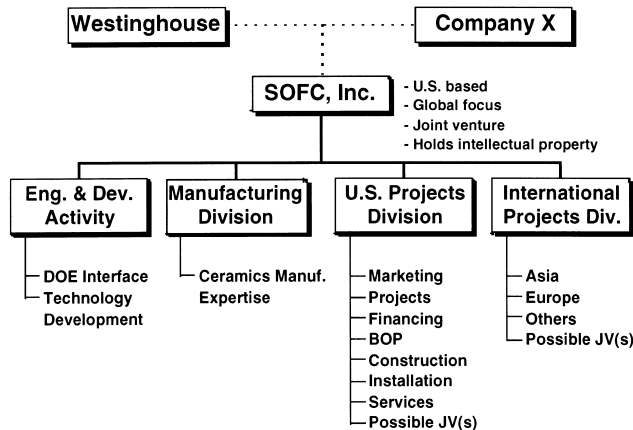 Westinghouse
Company X
SOFC, Inc.
- U.S. based
- Global focus
- Joint venture
- Holds intellectual property
Eng. & Dev.
Activity
DOE Interface
Technology
Development
Manufacturing
Division
Ceramics Manuf.
Expertise
U.S. Projects
Division
Marketing
Projects
Financing
BOP
Construction
Installation
Services
Possible JV(s)
International
Projects Div.
Asia
Europe
Others
Possible JV(s)